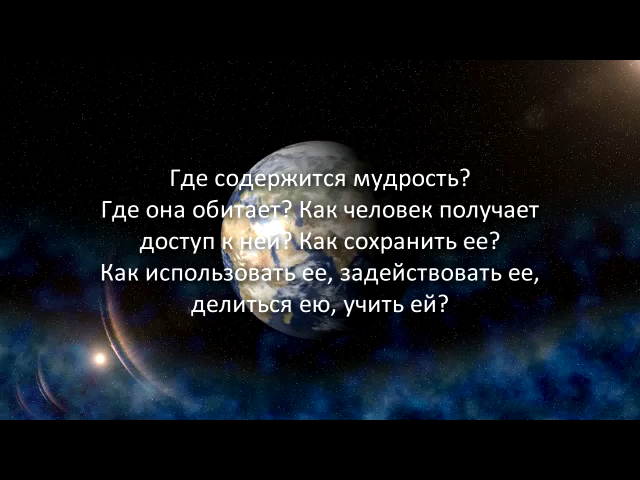 Где содержится мудрость?
Где она обитает? Как человек получает
доступ к ней? Как сохранить ее?
Как использовать ее, задействовать ее,
делиться ею, учить ей?